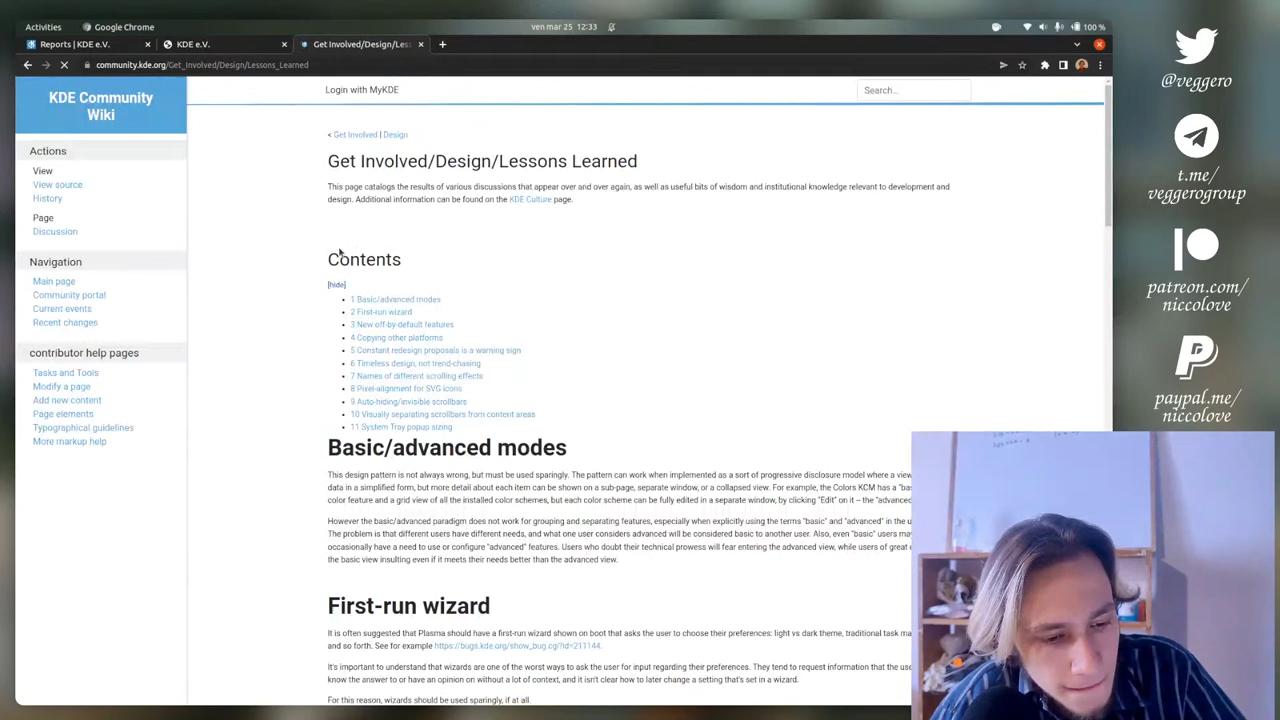 Activities
Google Chrome
ven mar 25 12:33
100 %
Reports | KDE e.V.
KDE e.V.
Get Involved/Design/Less
community.kde.org/Get_Involved/Design/Lessons_Learned
KDE Community
Wiki
Login with MyKDE
Search...
Actions
View
View source
History
Page
Discussion
Navigation
Main page
Community portal
Current events
Recent changes
contributor help pages
Tasks and Tools
Modify a page
Add new content
Page elements
Typographical guidelines
More markup help
< Get Involved | Design
Get Involved/Design/Lessons Learned
This page catalogs the results of various discussions that appear over and over again, as well as useful bits of wisdom and institutional knowledge relevant to development and
design. Additional information can be found on the KDE Culture page.
Contents
[hide]
1 Basic/advanced modes
2 First-run wizard
3 New off-by-default features
4 Copying other platforms
5 Constant redesign proposals is a warning sign
6 Timeless design, not trend-chasing
7 Names of different scrolling effects
8 Pixel-alignment for SVG icons
9 Auto-hiding/invisible scrollbars
10 Visually separating scrollbars from content areas
11 System Tray popup sizing
Basic/advanced modes
This design pattern is not always wrong, but must be used sparingly. The pattern can work when implemented as a sort of progressive disclosure model where a view
data in a simplified form, but more detail about each item can be shown on a sub-page, separate window, or a collapsed view. For example, the Colors KCM has a "bas
color feature and a grid view of all the installed color schemes, but each color scheme can be fully edited in a separate window, by clicking "Edit" on it -- the "advanced
However the basic/advanced paradigm does not work for grouping and separating features, especially when explicitly using the terms "basic" and "advanced" in the u
The problem is that different users have different needs, and what one user considers advanced will be considered basic to another user. Also, even "basic" users may
occasionally have a need to use or configure "advanced" features. Users who doubt their technical prowess will fear entering the advanced view, while users of great
the basic view insulting even if it meets their needs better than the advanced view.
First-run wizard
It is often suggested that Plasma should have a first-run wizard shown on boot that asks the user to choose their preferences: light vs dark theme, traditional task ma
and so forth. See for example https://bugs.kde.org/show_bug.cgi?id=211144.
It's important to understand that wizards are one of the worst ways to ask the user for input regarding their preferences. They tend to request information that the use
know the answer to or have an opinion on without a lot of context, and it isn't clear how to later change a setting that's set in a wizard.
For this reason, wizards should be used sparingly, if at all.
@veggero
t.me/
veggerogroup
patreon.com/
niccolove
paypal.me/
niccolove